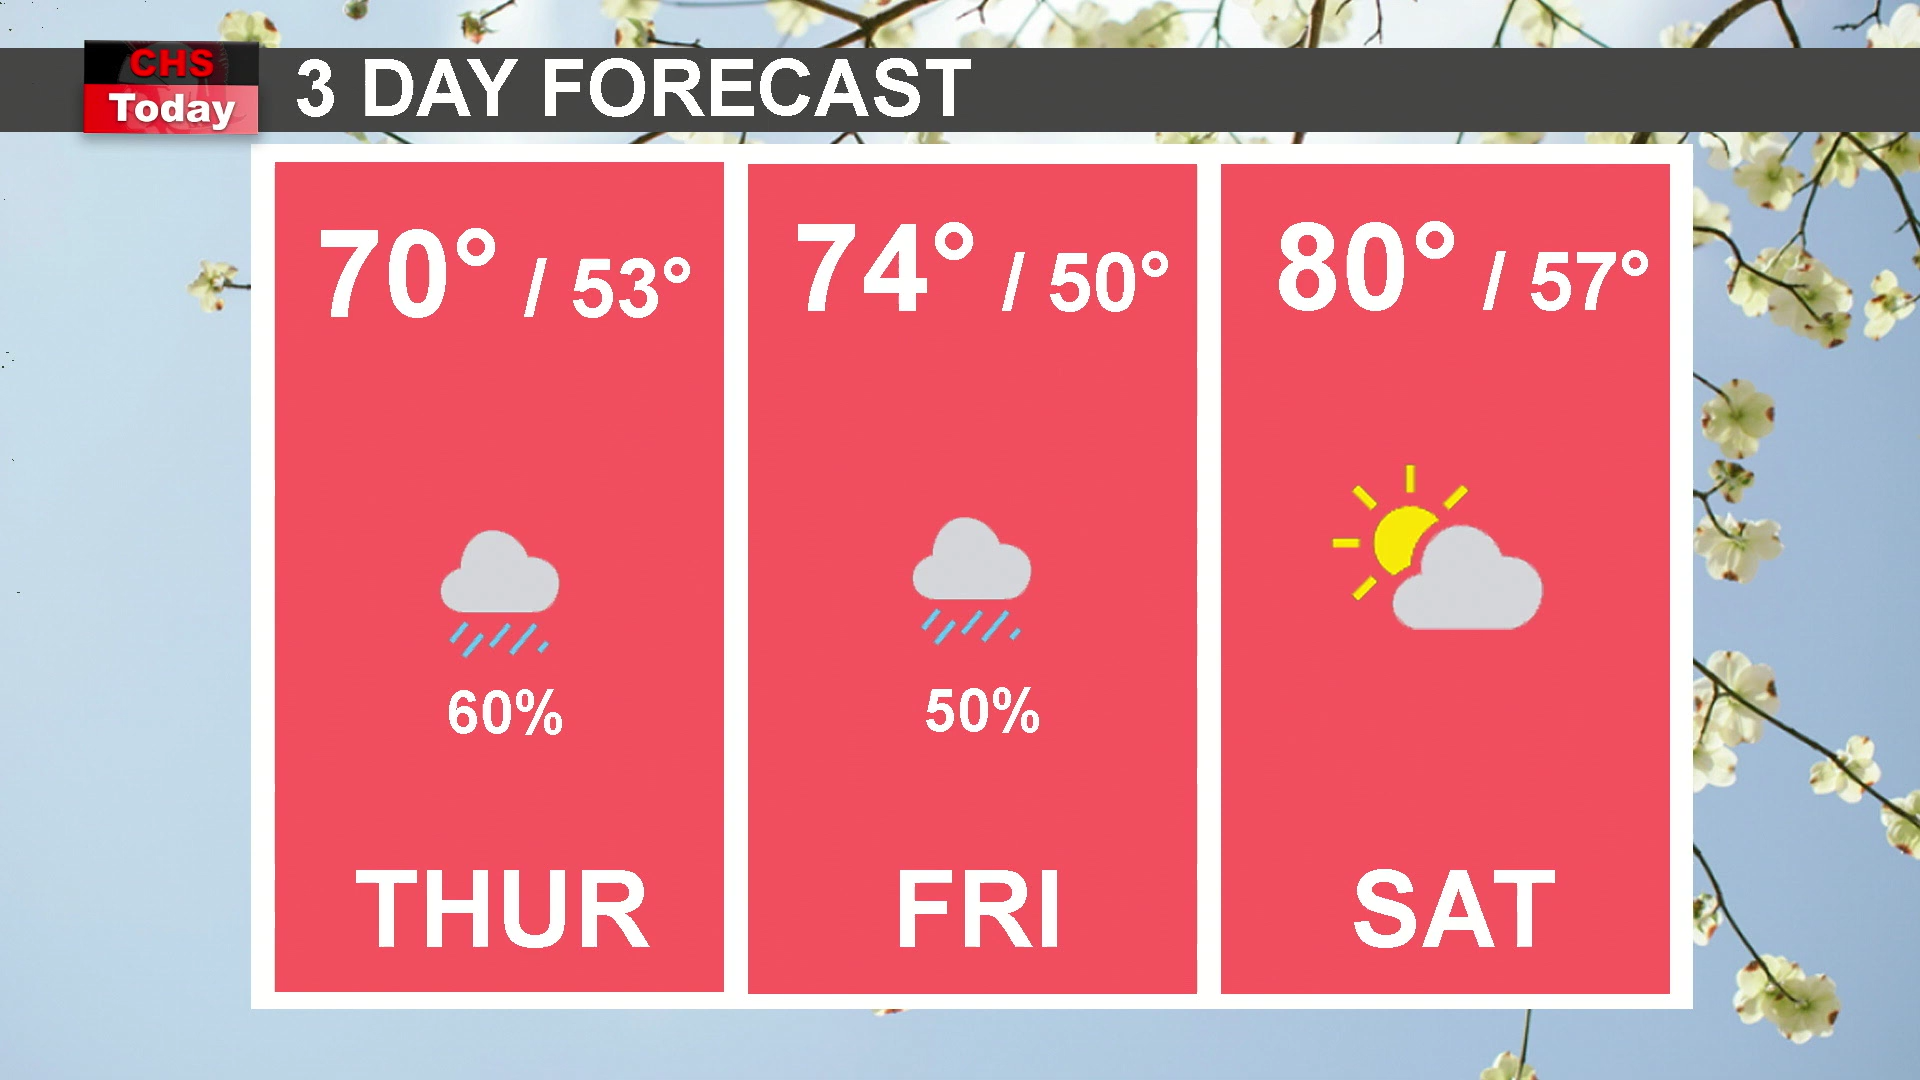 CHS
Today
3 DAY FORECAST
70° / 53°
60%
THUR
74° / 50°
50%
FRI
80° / 57°
SAT